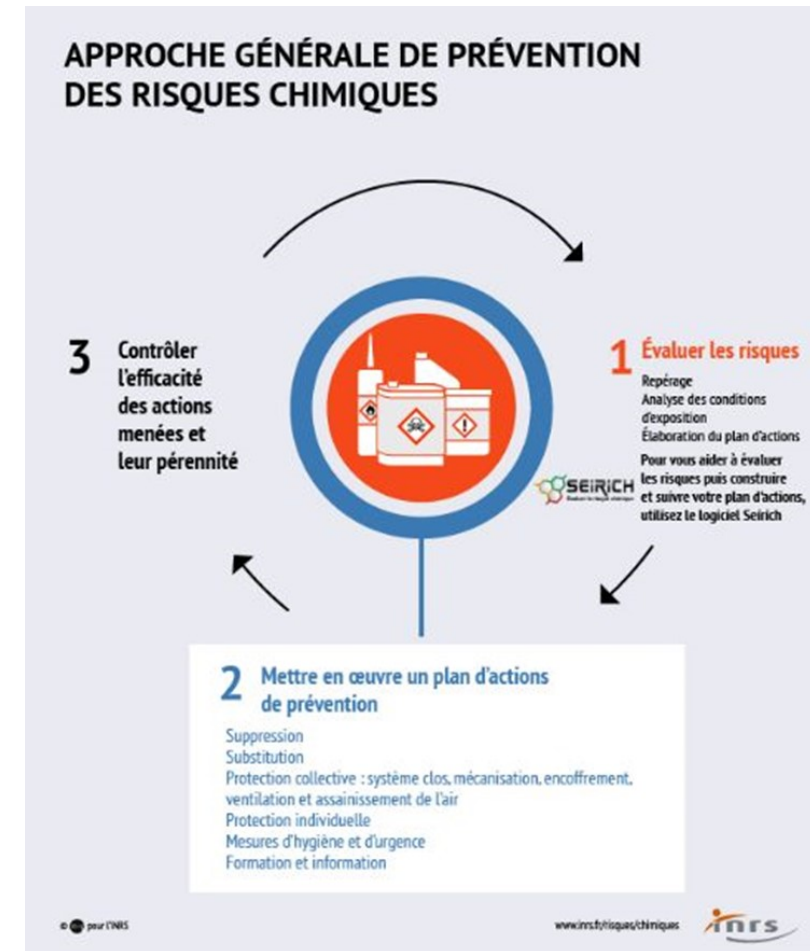 APPROCHE GÉNÉRALE DE PRÉVENTION
DES RISQUES CHIMIQUES
1 Évaluer les risques
Repérage
Analyse des conditions
d'exposition
Élaboration du plan d'actions
Pour vous aider à évaluer
les risques puis construire
et suivre votre plan d'actions,
utilisez le logiciel Seirich
SEIRICH
2 Mettre en œuvre un plan d'actions
de prévention
Suppression
Substitution
Protection collective : système clos, mécanisation, encoffrement,
ventilation et assainissement de l'air
Protection individuelle
Mesures d'hygiène et d'urgence
Formation et information
3 Contrôler
l'efficacité
des actions
menées et
leur pérennité
© pour l'INRS
www.inrs.fr/risques/chimiques
inrs